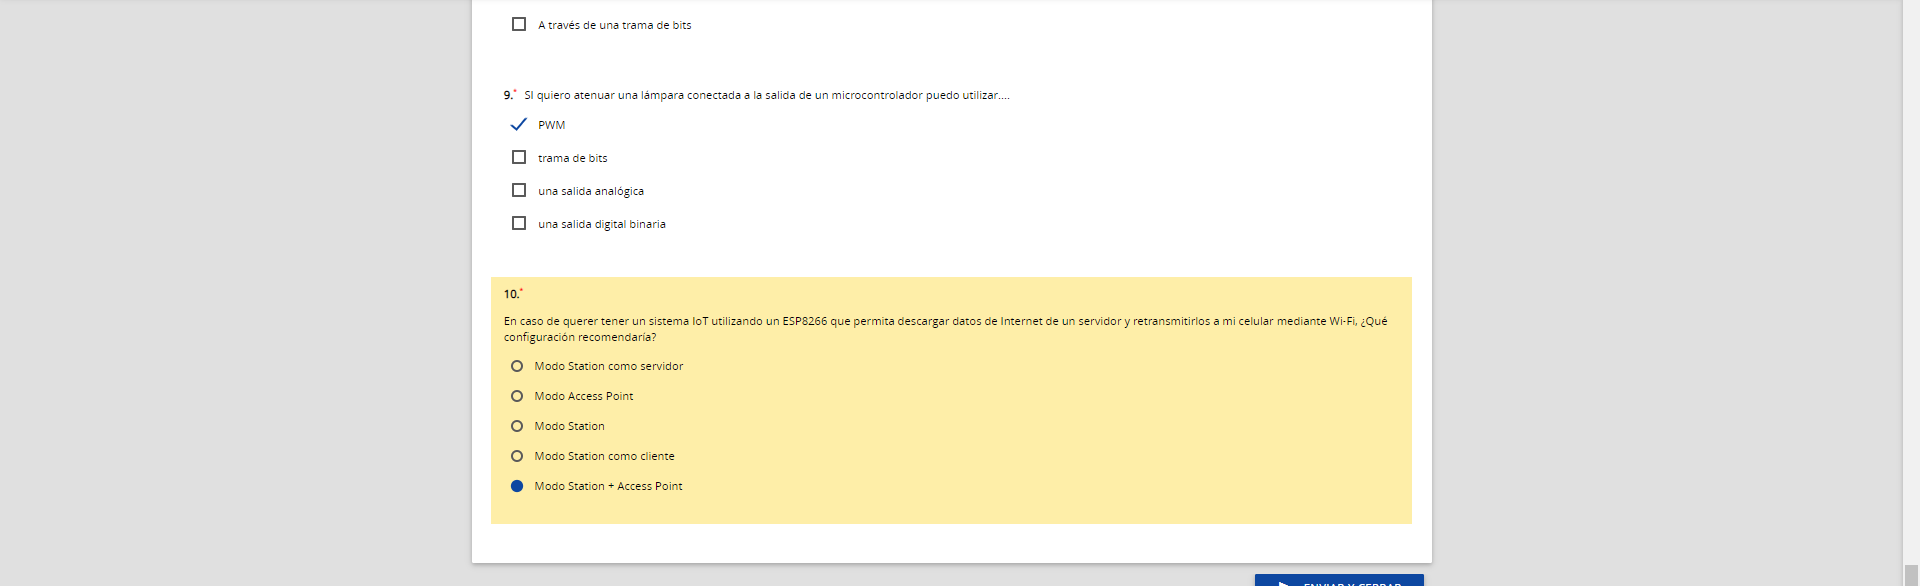 A través de una trama de bits
9.* SI quiero atenuar una lámpara conectada a la salida de un microcontrolador puedo utilizar....
PWM
trama de bits
una salida analógica
una salida digital binaria
10.*
En caso de querer tener un sistema IoT utilizando un ESP8266 que permita descargar datos de Internet de un servidor y retransmitirlos a mi celular mediante Wi-Fi, ¿Qué
configuración recomendaría?
Modo Station como servidor
Modo Access Point
Modo Station
Modo Station como cliente
Modo Station + Access Point
ENVIAR Y CERRAR